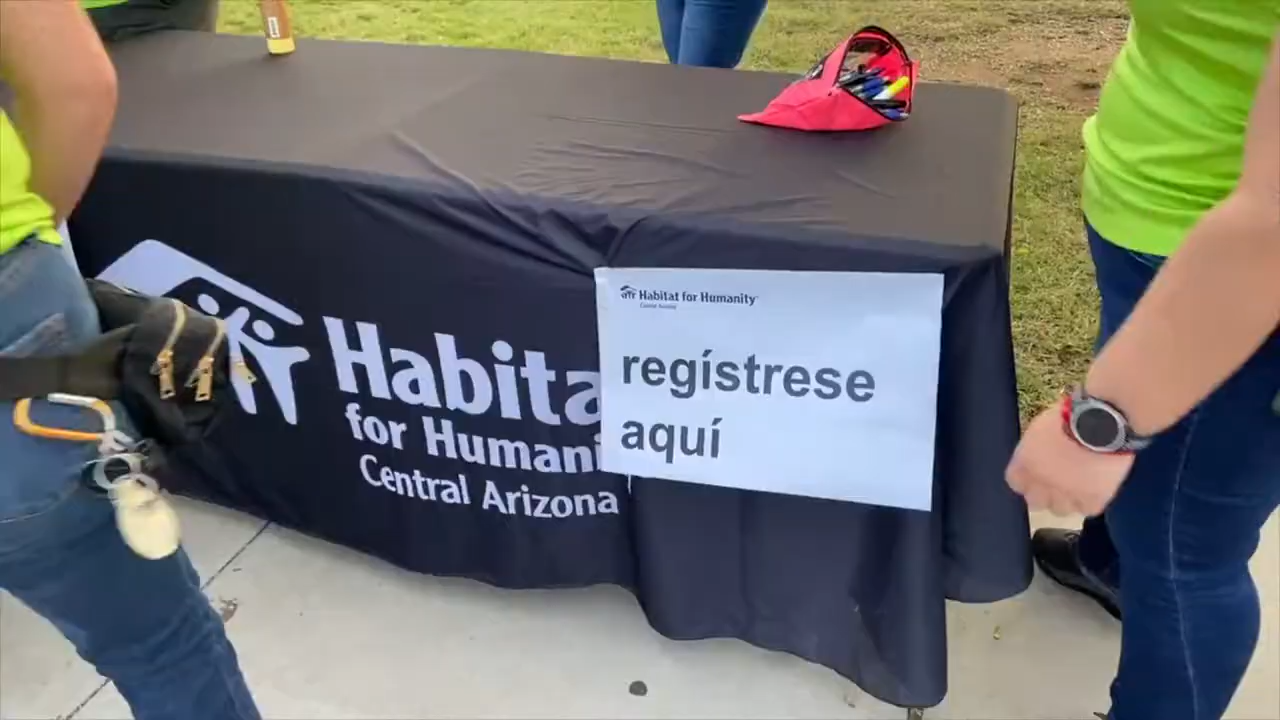 Habita
for Humani
Central Arizona
Habitat for Humanity
regístrese
aquí